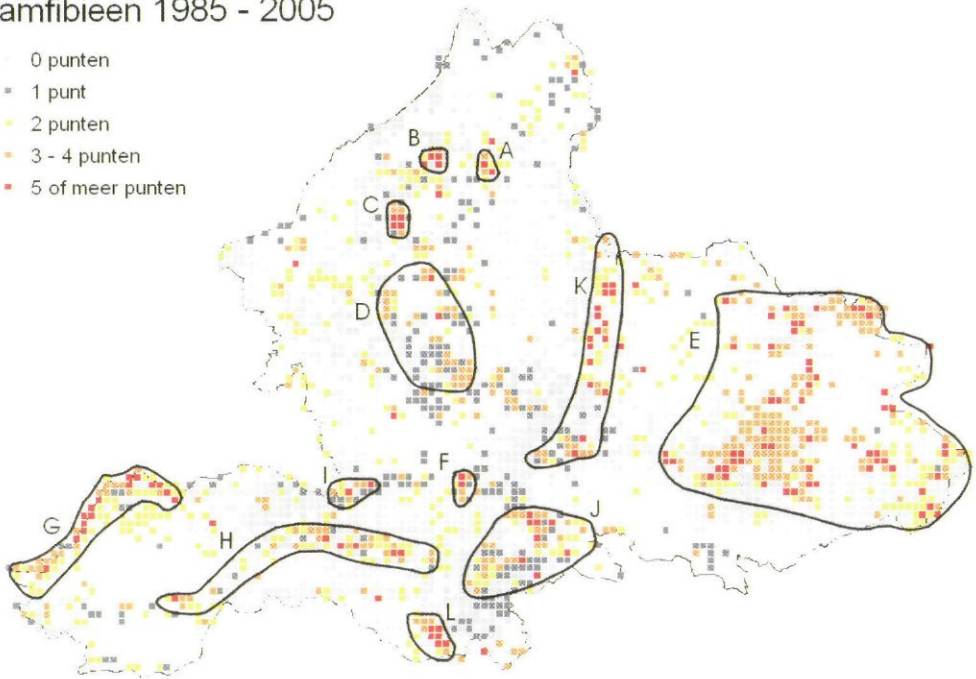 amfibieen 1985 - 2005
0 punten
1 punt
2 punten
3 - 4 punten
5 of meer punten
B
A
C
D
K
E
I
F
G
H
J
L